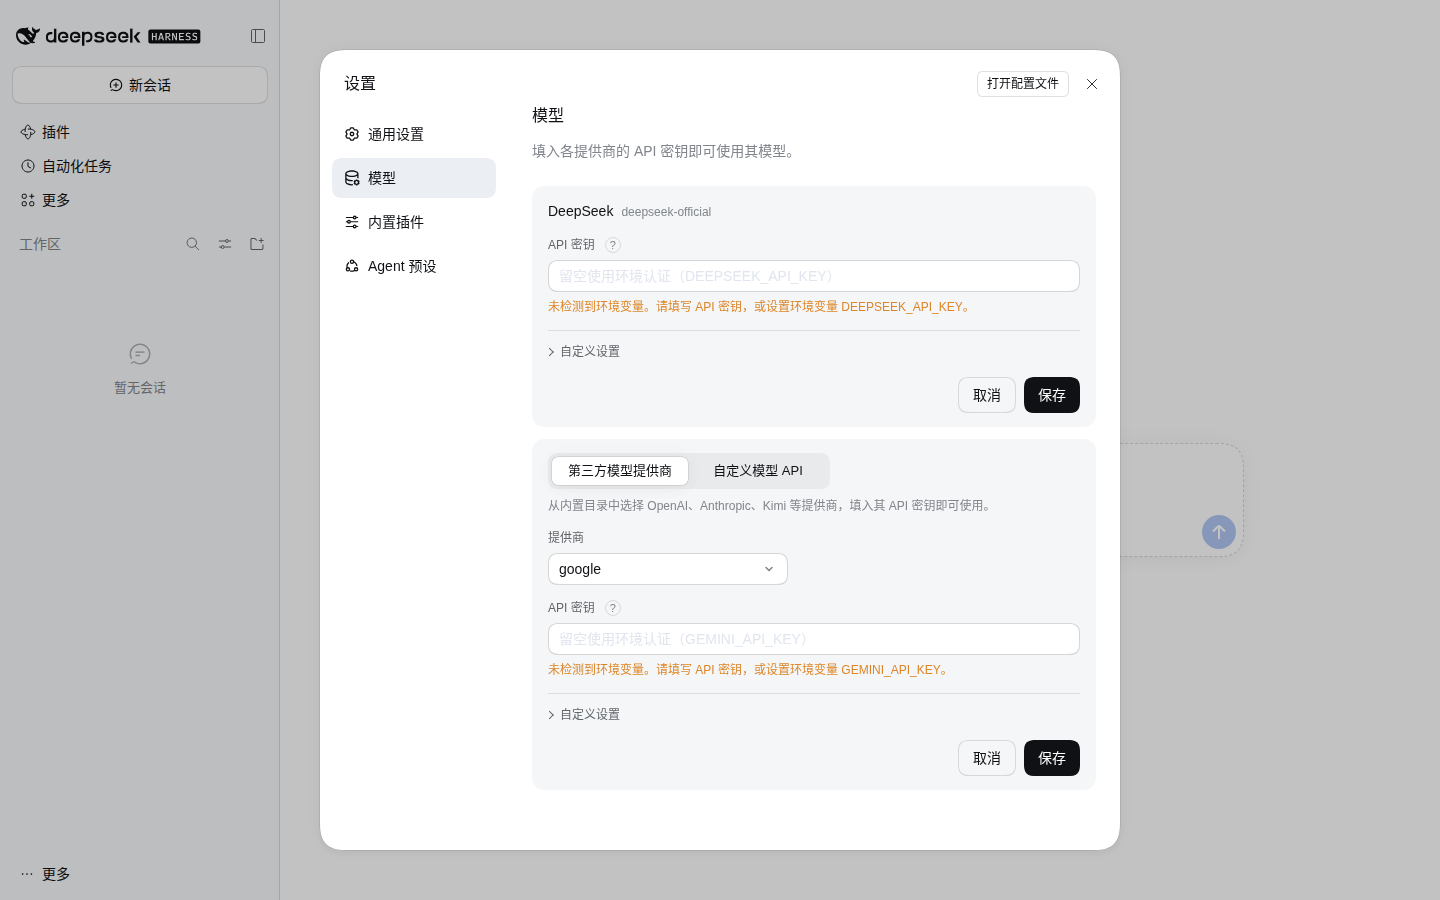 deepseek HARNESS
新会话
插件
自动化任务
更多
工作区
暂无会话
更多
设置
打开配置文件
通用设置
模型
内置插件
Agent 预设
模型
填入各提供商的 API 密钥即可使用其模型。
DeepSeek deepseek-official
API 密钥 ?
留空使用环境认证（DEEPSEEK_API_KEY）
未检测到环境变量。请填写 API 密钥，或设置环境变量 DEEPSEEK_API_KEY。
自定义设置
取消 保存
第三方模型提供商 自定义模型 API
从内置目录中选择 OpenAI、Anthropic、Kimi 等提供商，填入其 API 密钥即可使用。
提供商
google
API 密钥 ?
留空使用环境认证（GEMINI_API_KEY）
未检测到环境变量。请填写 API 密钥，或设置环境变量 GEMINI_API_KEY。
自定义设置
取消 保存